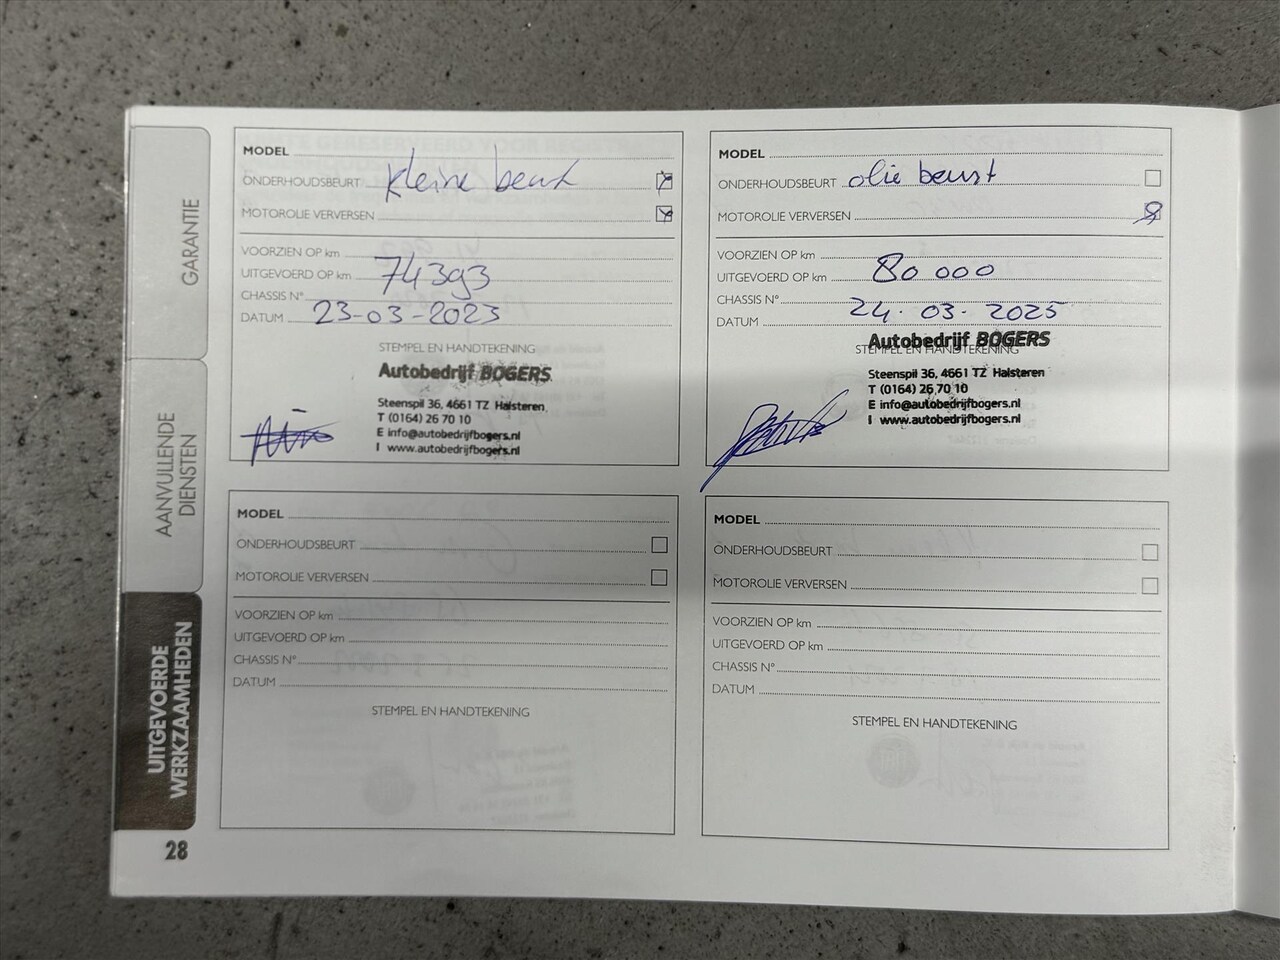 GARANTIE
AANVULLENDE
DIENSTEN
UITGEVOERDE
WERKZAAMHEDEN
28
MODEL
ONDERHOUDSBEURT kleine beurt
MOTOROLIE VERVERSEN
VOORZIEN OP km
UITGEVOERD OP km 74393
CHASSIS N°
DATUM 23-03-2023
STEMPEL EN HANDTEKENING
Autobedrijf BOGERS
Steenspil 36, 4661 TZ Halsteren
T (0164) 26 70 10
E info@autobedrijfbogers.nl
I www.autobedrijfbogers.nl
MODEL
ONDERHOUDSBEURT olie beurt
MOTOROLIE VERVERSEN
VOORZIEN OP km
UITGEVOERD OP km 80 000
CHASSIS N°
DATUM 24.03.2025
STEMPEL EN HANDTEKENING
Autobedrijf BOGERS
Steenspil 36, 4661 TZ Halsteren
T (0164) 26 70 10
E info@autobedrijfbogers.nl
I www.autobedrijfbogers.nl
MODEL
ONDERHOUDSBEURT
MOTOROLIE VERVERSEN
VOORZIEN OP km
UITGEVOERD OP km
CHASSIS N°
DATUM
STEMPEL EN HANDTEKENING
MODEL
ONDERHOUDSBEURT
MOTOROLIE VERVERSEN
VOORZIEN OP km
UITGEVOERD OP km
CHASSIS N°
DATUM
STEMPEL EN HANDTEKENING